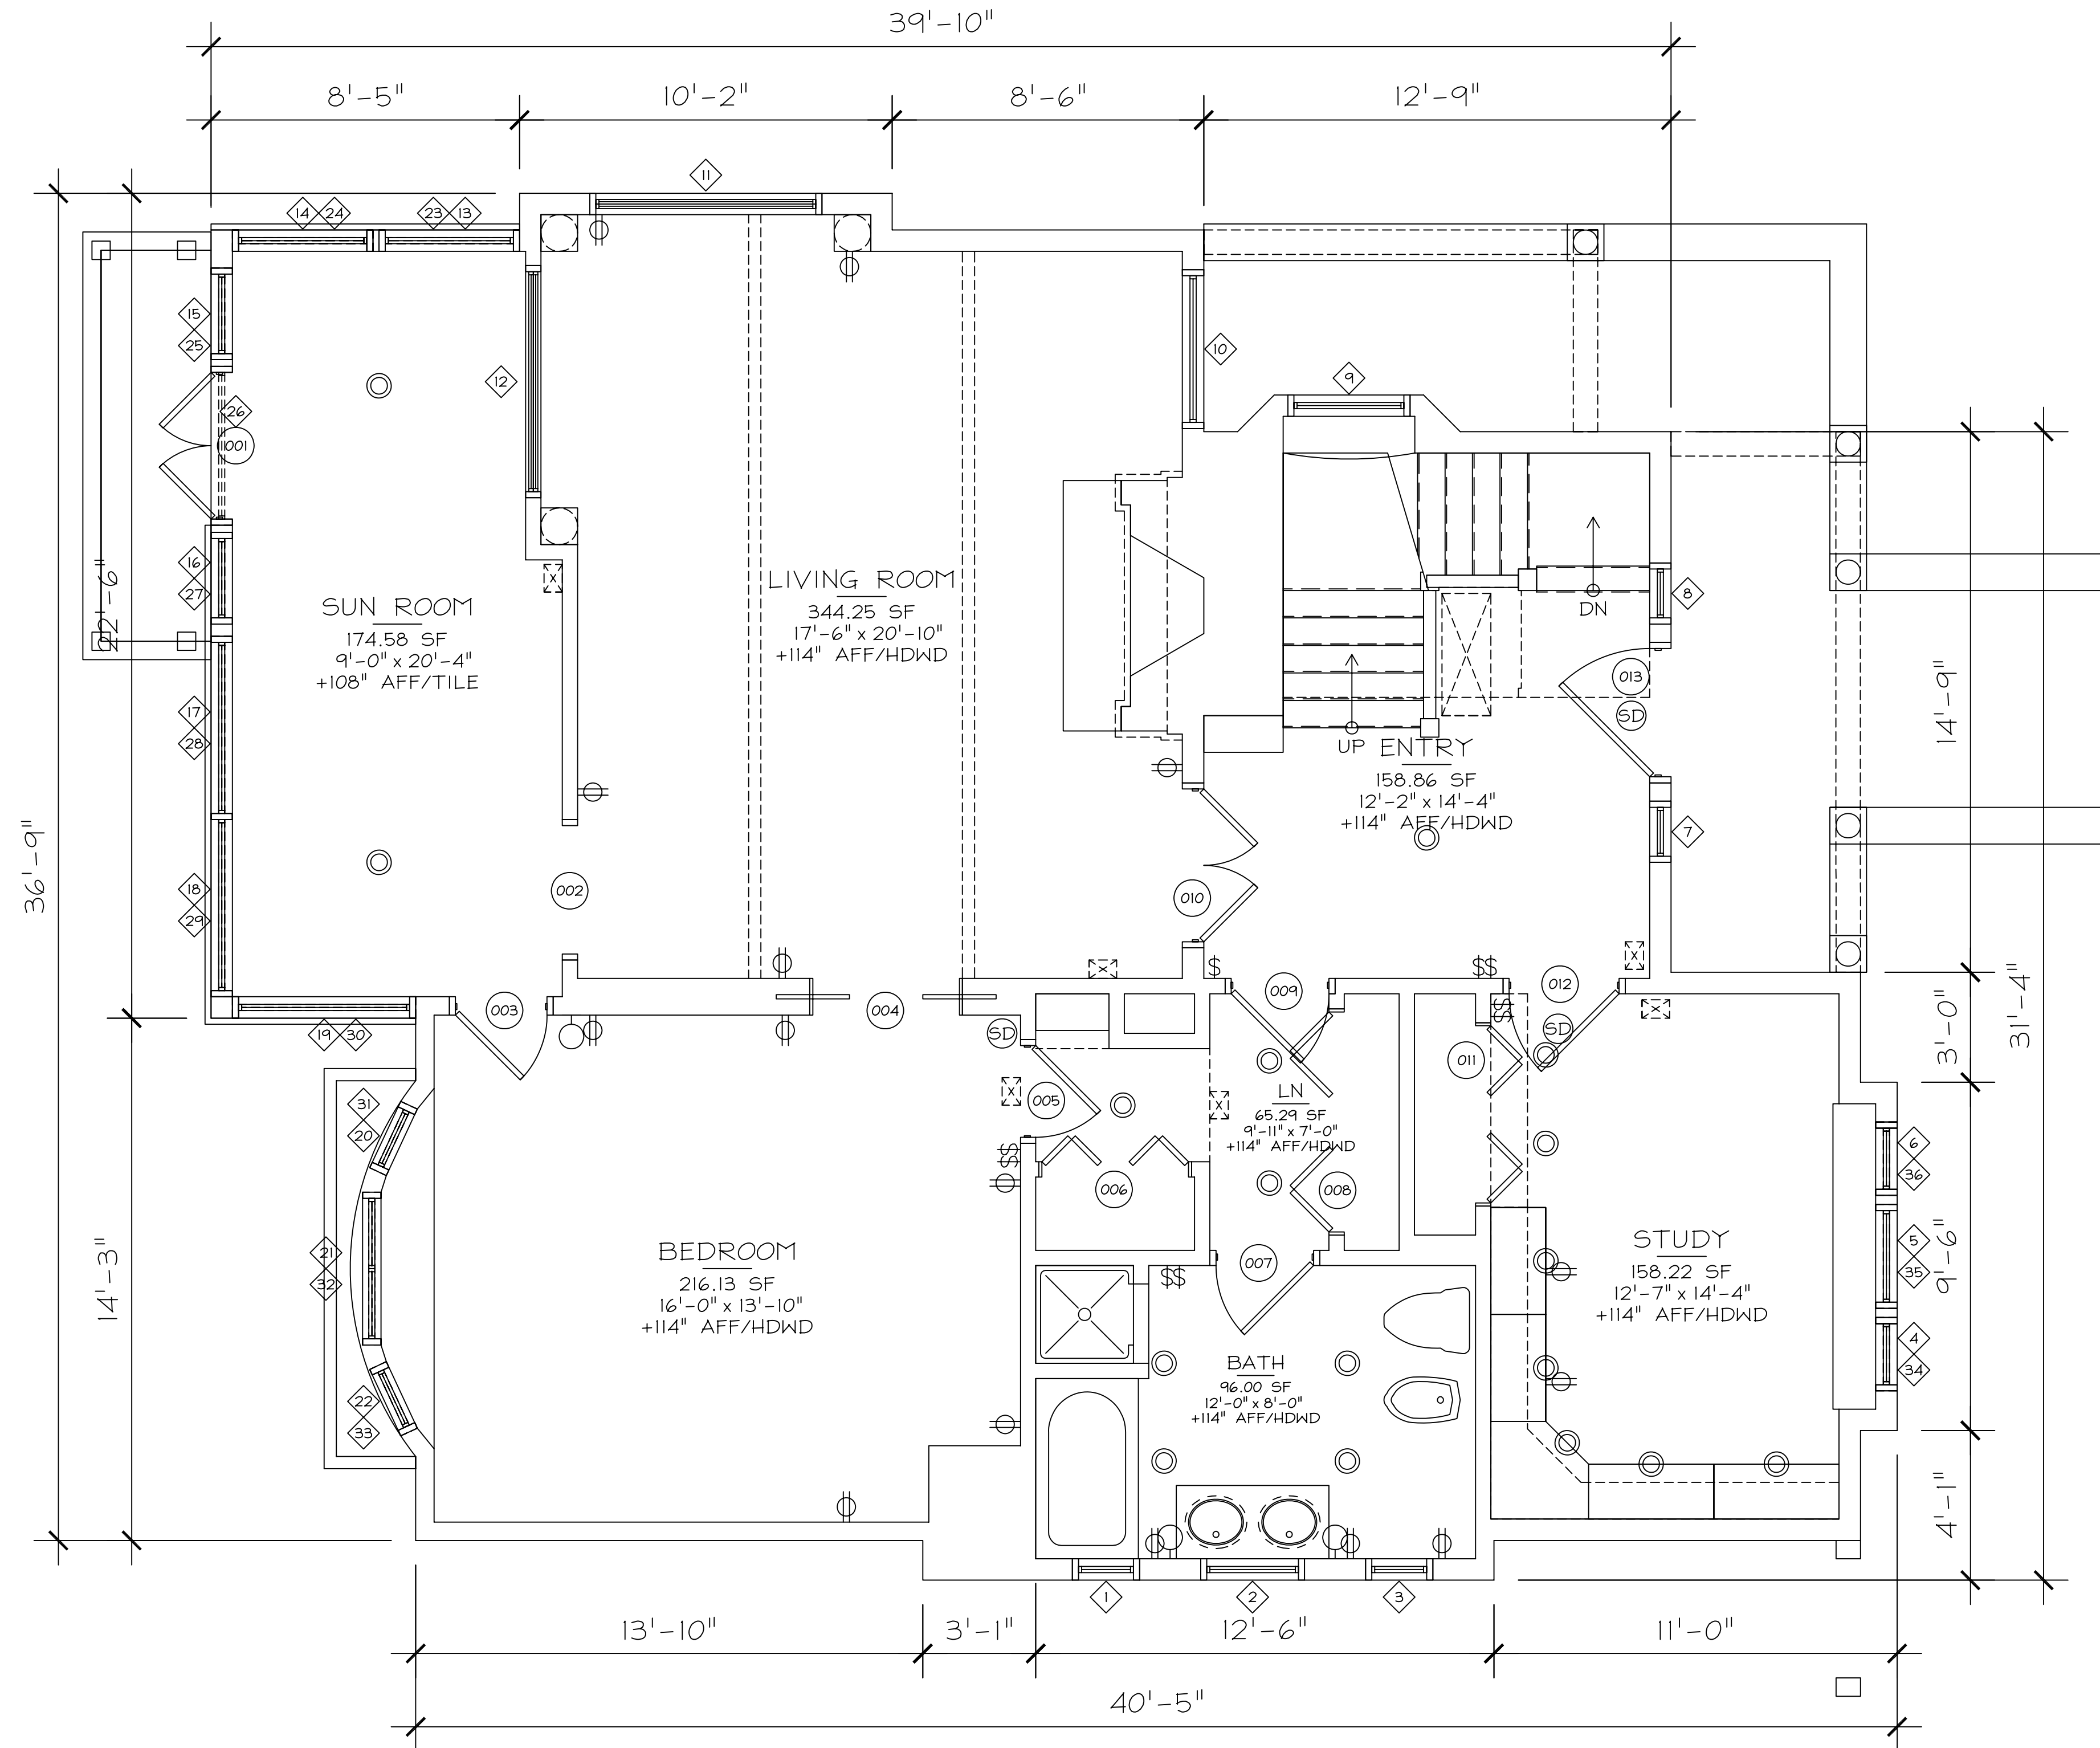 39'-10"
8'-5" 10'-2" 8'-6" 12'-9"
11
14 24 23 13
15
25
12
10
9
26
001
36'-9"
22'-6"
16
27
8
DN
SUN ROOM
174.58 SF
9'-0" x 20'-4"
+108" AFF/TILE
LIVING ROOM
344.25 SF
17'-6" x 20'-10"
+114" AFF/HDWD
013
SD
14'-9"
17
28
UP
ENTRY
158.86 SF
12'-2" x 14'-4"
+114" AFF/HDWD
7
18
29
002
010
X
X
X
$
$$
31'-4"
19 30
003
004
SD
009
012
$$
SD
X
3'-0"
31
20
X
005
X
011
LN
65.29 SF
9'-11" x 7'-0"
+114" AFF/HDWD
6
36
$$
006
008
14'-3"
21
32
BEDROOM
216.13 SF
16'-0" x 13'-10"
+114" AFF/HDWD
007
$$
STUDY
158.22 SF
12'-7" x 14'-4"
+114" AFF/HDWD
5
35
9'-6"
4
34
22
33
BATH
96.00 SF
12'-0" x 8'-0"
+114" AFF/HDWD
4'-1"
1 2 3
13'-10" 3'-1" 12'-6" 11'-0"
40'-5"